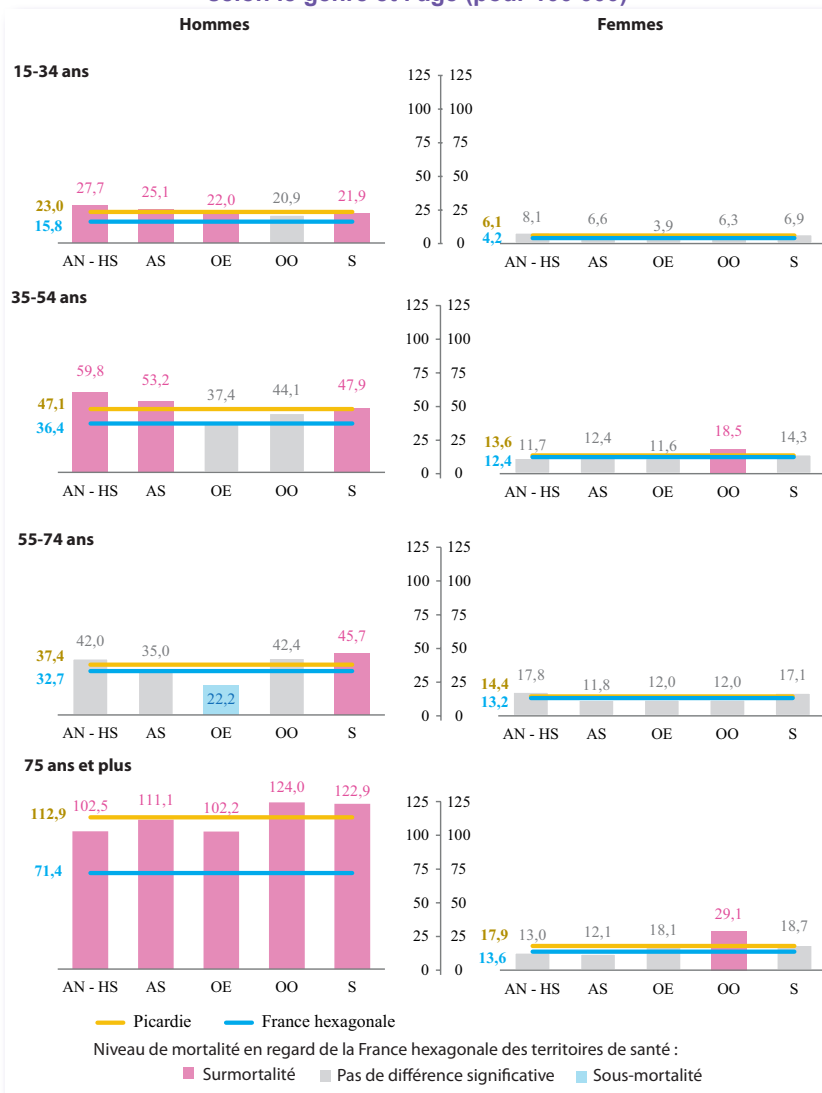 selon le genre et l'âge (pour 100 000)
Hommes
Femmes
15-34 ans
125 125
100 100
75 75
50 50
25 25
0 0
27,7 25,1 22,0 20,9 21,9
23,0
15,8
AN - HS AS OE OO S
8,1 6,6 3,9 6,3 6,9
6,1
4,2
AN - HS AS OE OO S
35-54 ans
125 125
100 100
75 75
50 50
25 25
0 0
59,8 53,2 37,4 44,1 47,9
47,1
36,4
AN - HS AS OE OO S
11,7 12,4 11,6 18,5 14,3
13,6
12,4
AN - HS AS OE OO S
55-74 ans
125 125
100 100
75 75
50 50
25 25
0 0
42,0 35,0 22,2 42,4 45,7
37,4
32,7
AN - HS AS OE OO S
17,8 11,8 12,0 12,0 17,1
14,4
13,2
AN - HS AS OE OO S
75 ans et plus
125 125
100 100
75 75
50 50
25 25
0 0
102,5 111,1 102,2 124,0 122,9
112,9
71,4
AN - HS AS OE OO S
13,0 12,1 18,1 29,1 18,7
17,9
13,6
AN - HS AS OE OO S
Picardie France hexagonale
Niveau de mortalité en regard de la France hexagonale des territoires de santé :
Surmortalité Pas de différence significative Sous-mortalité